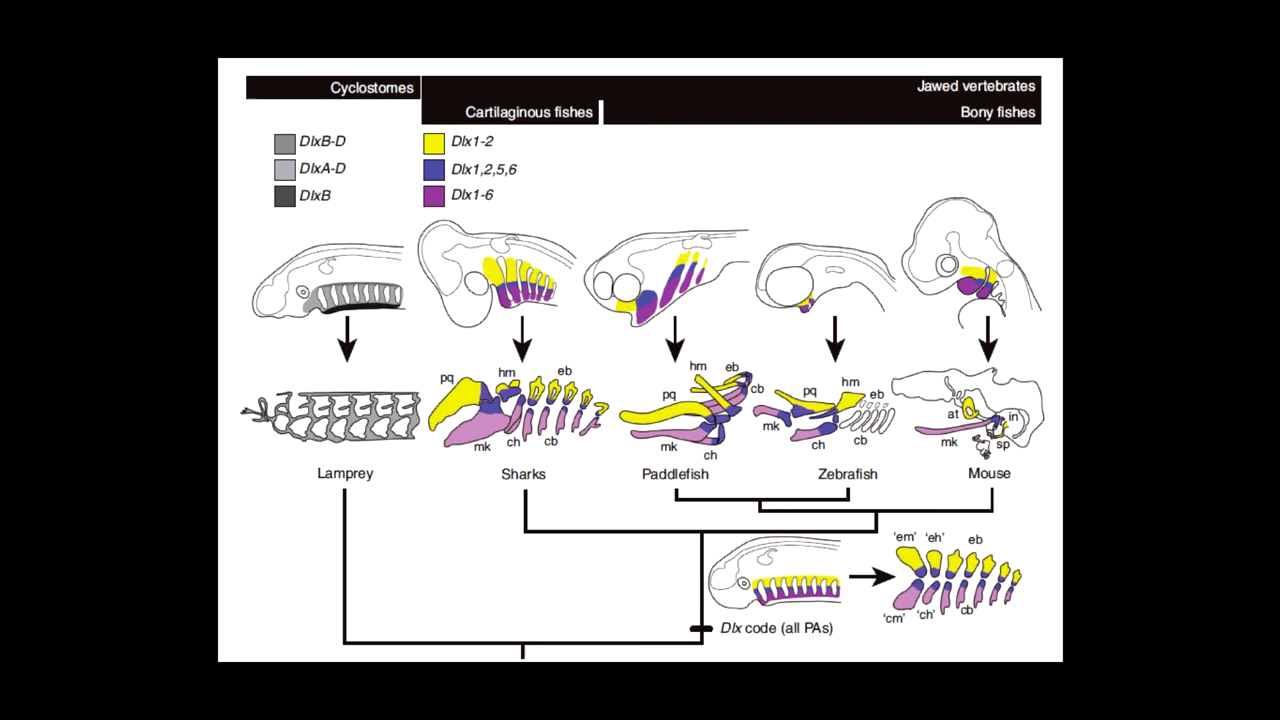 Cyclostomes
Jawed vertebrates
Cartilaginous fishes
Bony fishes
DlxB-D
DlxA-D
DlxB
Dlx1-2
Dlx1,2,5,6
Dlx1-6
pq hm eb
mk ch cb
hm eb
pq cb
mk ch
pq hm eb
mk ch cb
at in
mk sp
Lamprey Sharks Paddlefish Zebrafish Mouse
'em' 'eh' eb
'cm' 'ch' cb
Dlx code (all PAs)